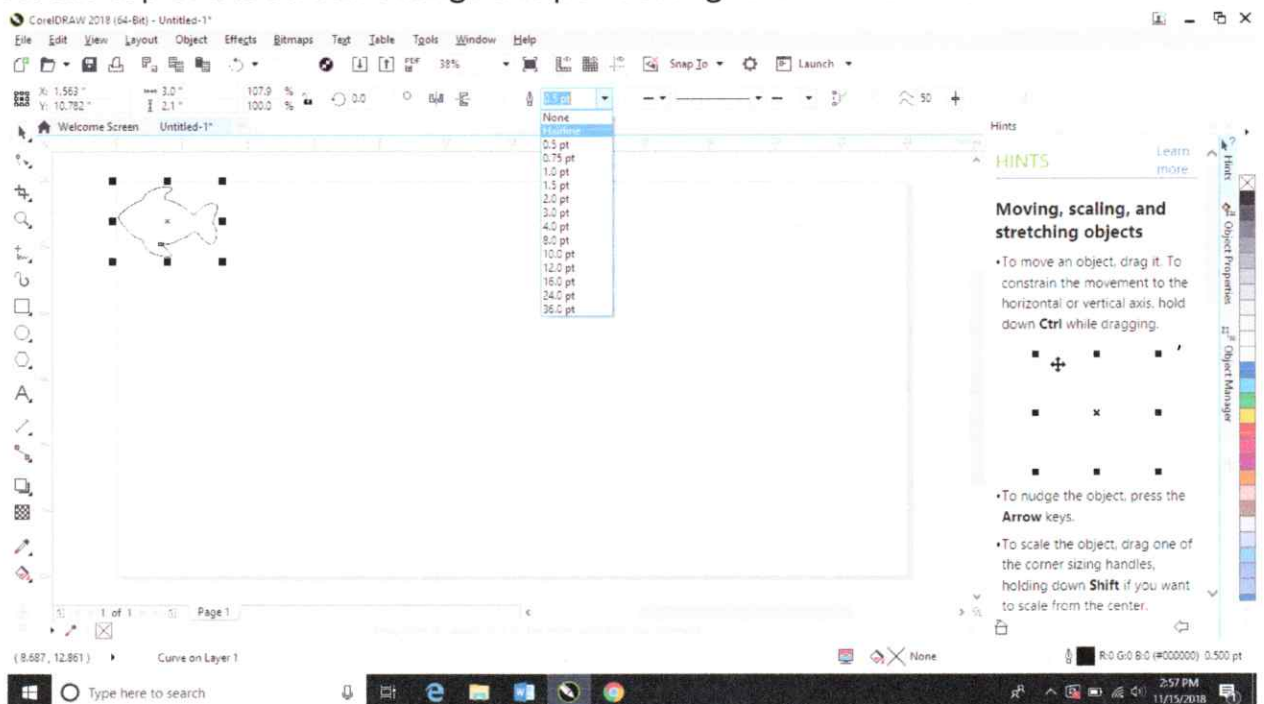 CorelDRAW 2018 (64-Bit) - Untitled-1*
File Edit View Layout Object Effects Bitmaps Text Table Tools Window Help
PDF 38% Snap To Launch
X: 1.563 " 3.0 " 107.9 % 0.0 0.5 pt 50
Y: 10.782 " 2.1 " 100.0 %
Welcome Screen Untitled-1*
None
Hairline
0.5 pt
0.75 pt
1.0 pt
1.5 pt
2.0 pt
3.0 pt
4.0 pt
8.0 pt
10.0 pt
12.0 pt
16.0 pt
24.0 pt
36.0 pt
Hints
HINTS Learn more
Moving, scaling, and
stretching objects
•To move an object, drag it. To
constrain the movement to the
horizontal or vertical axis, hold
down Ctrl while dragging.
•To nudge the object, press the
Arrow keys.
•To scale the object, drag one of
the corner sizing handles,
holding down Shift if you want
to scale from the center.
Hints
Object Properties
Object Manager
1 of 1 Page 1
(8.687, 12.861) Curve on Layer 1 None R:0 G:0 B:0 (#000000) 0.500 pt
Type here to search 2:57 PM
11/15/2018